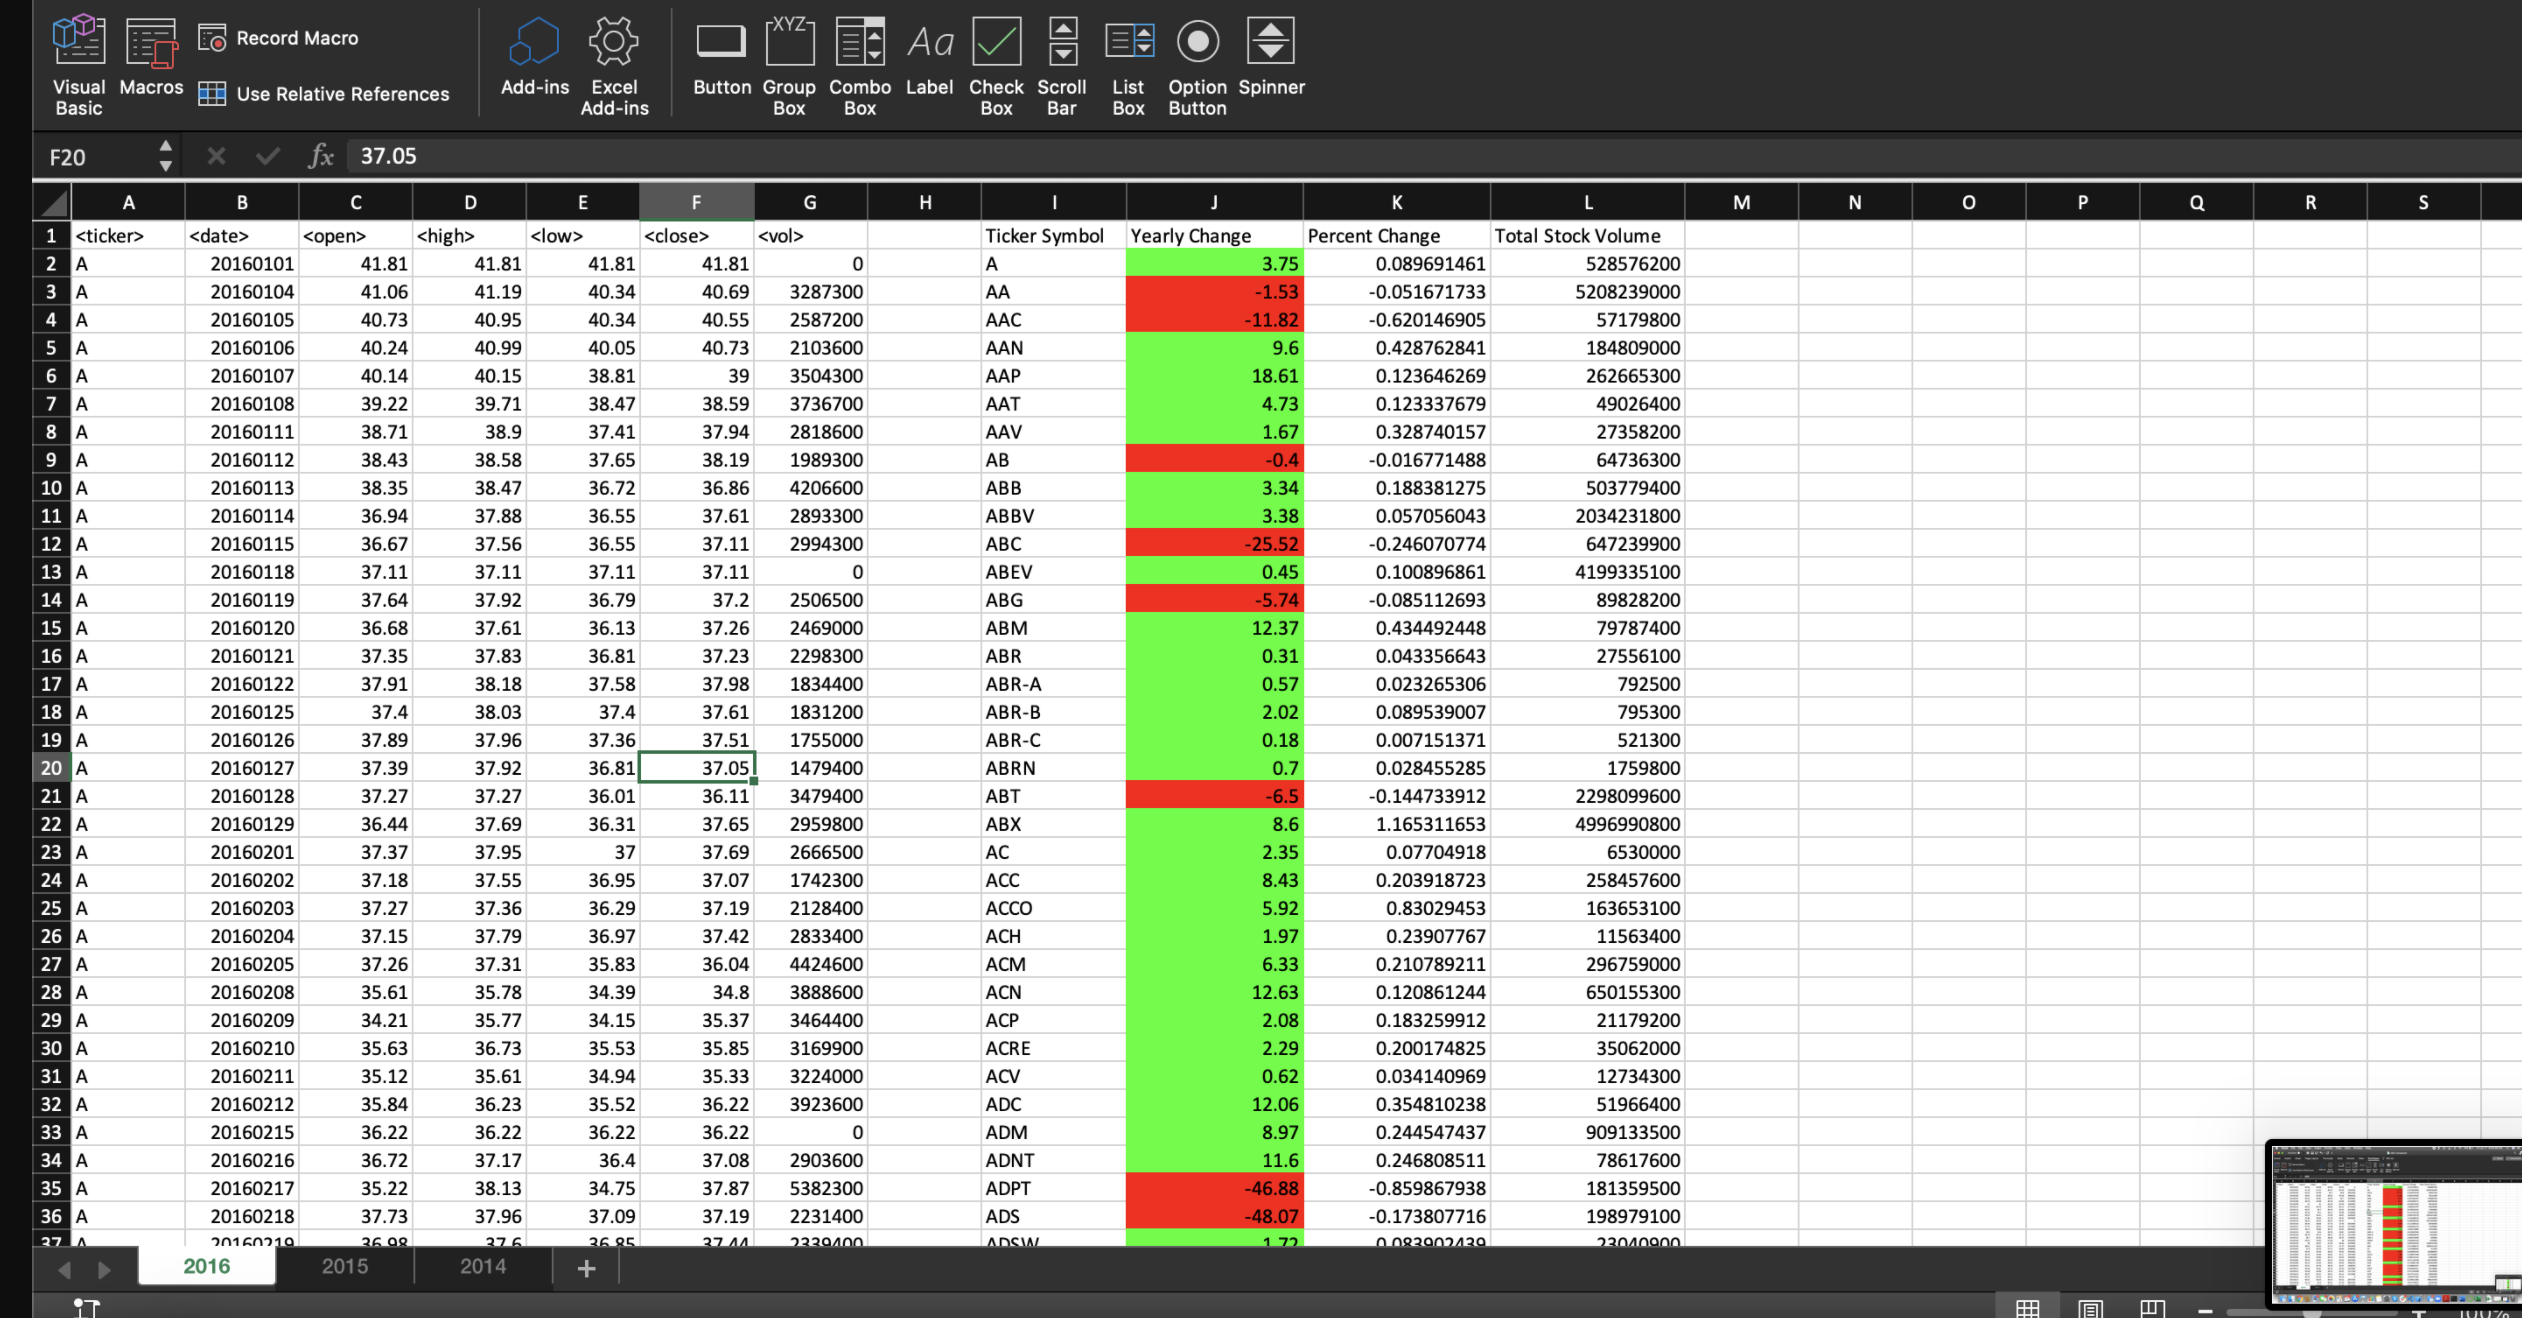 Visual Basic Macros Record Macro Use Relative References Add-ins Excel Add-ins Button Group Box Combo Box Aa Label Check Box Scroll Bar List Box Option Button Spinner
XYZ
F20 fx 37.05
A B C D E F G H I J K L M N O P Q R S
1 <ticker> <date> <open> <high> <low> <close> <vol> Ticker Symbol Yearly Change Percent Change Total Stock Volume
2 A 20160101 41.81 41.81 41.81 41.81 0 A 3.75 0.089691461 528576200
3 A 20160104 41.06 41.19 40.34 40.69 3287300 AA -1.53 -0.051671733 5208239000
4 A 20160105 40.73 40.95 40.34 40.55 2587200 AAC -11.82 -0.620146905 57179800
5 A 20160106 40.24 40.99 40.05 40.73 2103600 AAN 9.6 0.428762841 184809000
6 A 20160107 40.14 40.15 38.81 39 3504300 AAP 18.61 0.123646269 262665300
7 A 20160108 39.22 39.71 38.47 38.59 3736700 AAT 4.73 0.123337679 49026400
8 A 20160111 38.71 38.9 37.41 37.94 2818600 AAV 1.67 0.328740157 27358200
9 A 20160112 38.43 38.58 37.65 38.19 1989300 AB -0.4 -0.016771488 64736300
10 A 20160113 38.35 38.47 36.72 36.86 4206600 ABB 3.34 0.188381275 503779400
11 A 20160114 36.94 37.88 36.55 37.61 2893300 ABBV 3.38 0.057056043 2034231800
12 A 20160115 36.67 37.56 36.55 37.11 2994300 ABC -25.52 -0.246070774 647239900
13 A 20160118 37.11 37.11 37.11 37.11 0 ABEV 0.45 0.100896861 4199335100
14 A 20160119 37.64 37.92 36.79 37.2 2506500 ABG -5.74 -0.085112693 89828200
15 A 20160120 36.68 37.61 36.13 37.26 2469000 ABM 12.37 0.434492448 79787400
16 A 20160121 37.35 37.83 36.81 37.23 2298300 ABR 0.31 0.043356643 27556100
17 A 20160122 37.91 38.18 37.58 37.98 1834400 ABR-A 0.57 0.023265306 792500
18 A 20160125 37.4 38.03 37.4 37.61 1831200 ABR-B 2.02 0.089539007 795300
19 A 20160126 37.89 37.96 37.36 37.51 1755000 ABR-C 0.18 0.007151371 521300
20 A 20160127 37.39 37.92 36.81 37.05 1479400 ABRN 0.7 0.028455285 1759800
21 A 20160128 37.27 37.27 36.01 36.11 3479400 ABT -6.5 -0.144733912 2298099600
22 A 20160129 36.44 37.69 36.31 37.65 2959800 ABX 8.6 1.165311653 4996990800
23 A 20160201 37.37 37.95 37 37.69 2666500 AC 2.35 0.07704918 6530000
24 A 20160202 37.18 37.55 36.95 37.07 1742300 ACC 8.43 0.203918723 258457600
25 A 20160203 37.27 37.36 36.29 37.19 2128400 ACCO 5.92 0.83029453 163653100
26 A 20160204 37.15 37.79 36.97 37.42 2833400 ACH 1.97 0.23907767 11563400
27 A 20160205 37.26 37.31 35.83 36.04 4424600 ACM 6.33 0.210789211 296759000
28 A 20160208 35.61 35.78 34.39 34.8 3888600 ACN 12.63 0.120861244 650155300
29 A 20160209 34.21 35.77 34.15 35.37 3464400 ACP 2.08 0.183259912 21179200
30 A 20160210 35.63 36.73 35.53 35.85 3169900 ACRE 2.29 0.200174825 35062000
31 A 20160211 35.12 35.61 34.94 35.33 3224000 ACV 0.62 0.034140969 12734300
32 A 20160212 35.84 36.23 35.52 36.22 3923600 ADC 12.06 0.354810238 51966400
33 A 20160215 36.22 36.22 36.22 36.22 0 ADM 8.97 0.244547437 909133500
34 A 20160216 36.72 37.17 36.4 37.08 2903600 ADNT 11.6 0.246808511 78617600
35 A 20160217 35.22 38.13 34.75 37.87 5382300 ADPT -46.88 -0.859867938 181359500
36 A 20160218 37.73 37.96 37.09 37.19 2231400 ADS -48.07 -0.173807716 198979100
37 A 20160219 36.98 37.6 36.85 37.44 2339400 ADSW 1.72 0.083902439 23040900
2016 2015 2014 +
100%